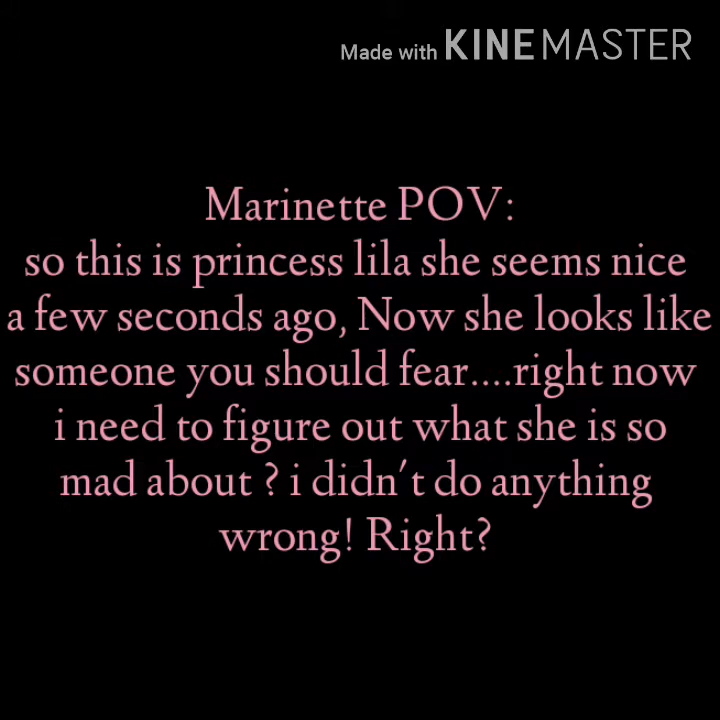 Made with KINEMASTER
Marinette POV:
so this is princess lila she seems nice
a few seconds ago, Now she looks like
someone you should fear....right now
i need to figure out what she is so
mad about ? i didn't do anything
wrong! Right?